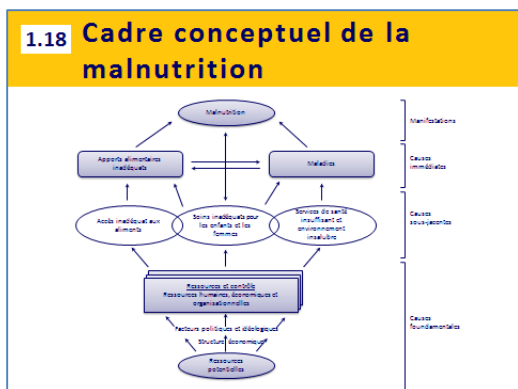 1.18 Cadre conceptuel de la
malnutrition
Malnutrition
Manifestations
Apports alimentaires
inadéquats
Maladies
Causes
immédiates
Accès inadéquat aux
aliments
Soins inadéquats pour
les enfants et les
femmes
Services de santé
insuffisant et
environnement
insalubre
Causes
sous-jacentes
Ressources et contrôle
Ressources humaines, économiques et
organisationnelles
Facteurs politiques et idéologiques
Structure économique
Ressources
potentielles
Causes
foundamentales